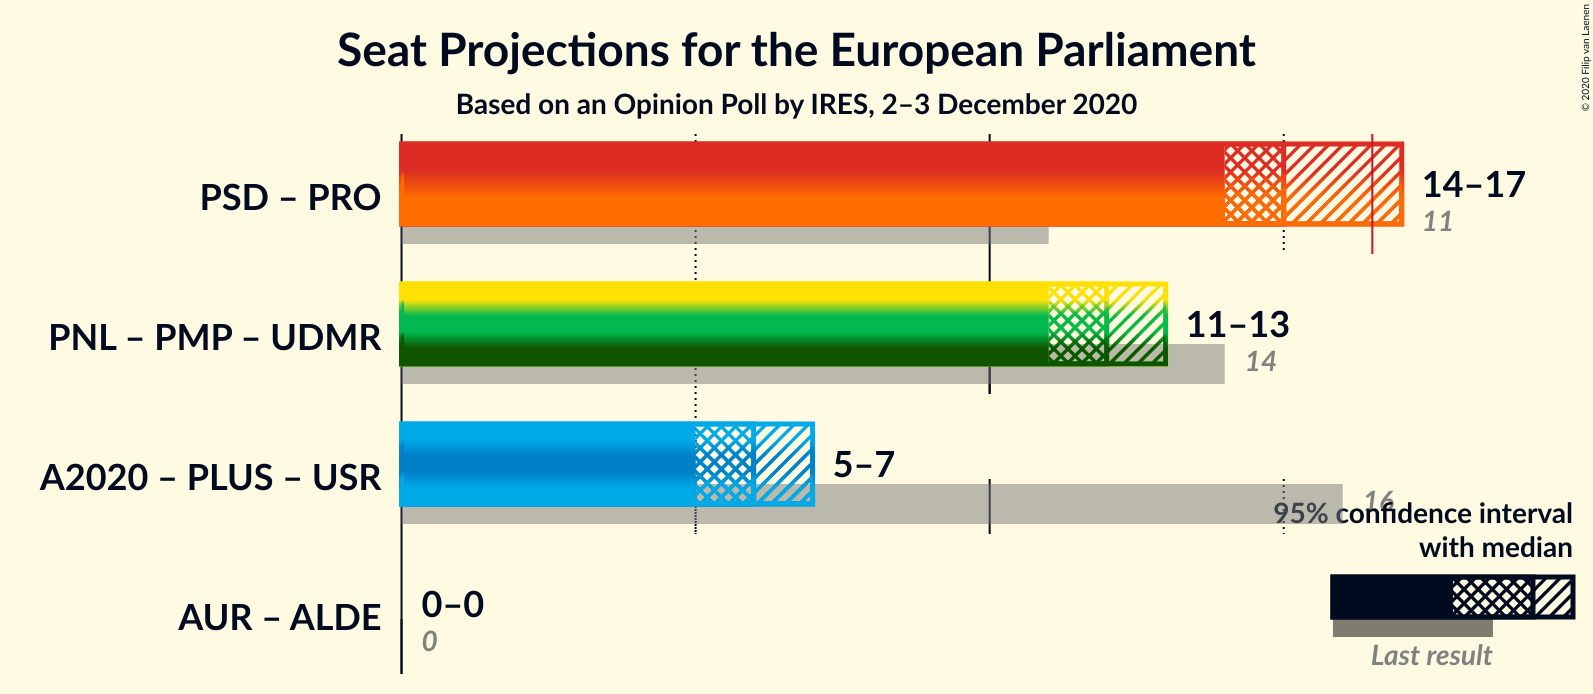 Seat Projections for the European Parliament
Based on an Opinion Poll by IRES, 2–3 December 2020
© 2020 Filip van Laenen
PSD – PRO
14–17
11
PNL – PMP – UDMR
11–13
14
A2020 – PLUS – USR
5–7
16
95% confidence interval
with median
Last result
AUR – ALDE
0–0
0